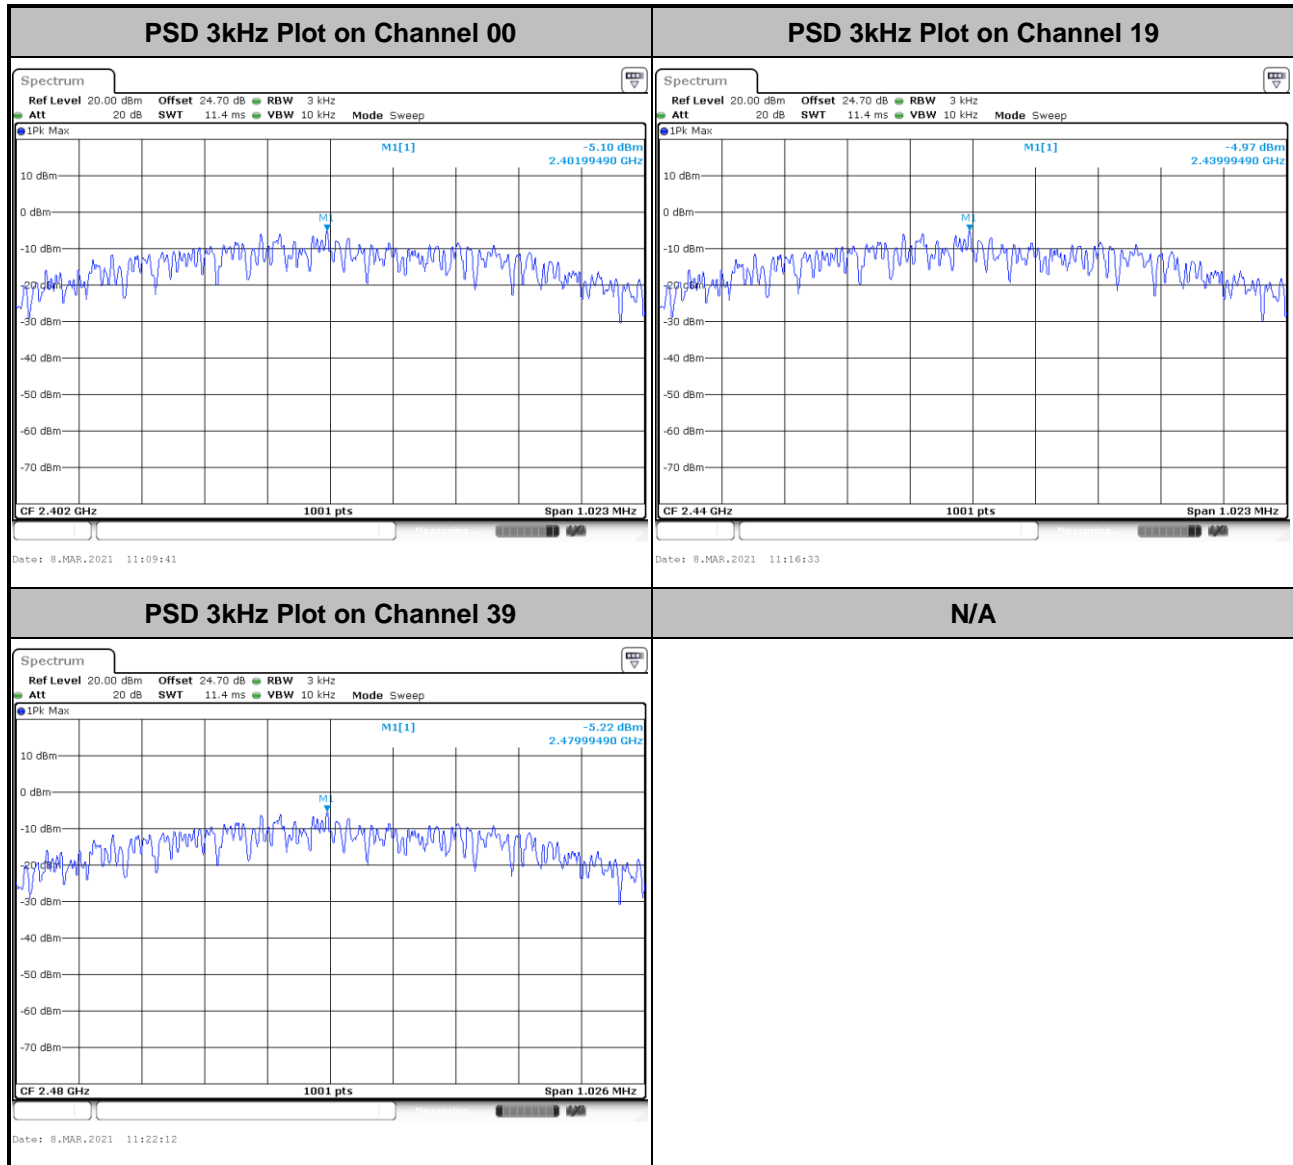 PSD 3kHz Plot on Channel 00
Spectrum
Ref Level 20.00 dBm Offset 24.70 dB RBW 3 kHz
Att 20 dB SWT 11.4 ms VBW 10 kHz Mode Sweep
1Pk Max
M1[1] -5.10 dBm
2.40199490 GHz
10 dBm
0 dBm
M1
-10 dBm
-20 dBm
-30 dBm
-40 dBm
-50 dBm
-60 dBm
-70 dBm
CF 2.402 GHz 1001 pts Span 1.023 MHz
Measuring
Date: 8.MAR.2021 11:09:41
PSD 3kHz Plot on Channel 19
Spectrum
Ref Level 20.00 dBm Offset 24.70 dB RBW 3 kHz
Att 20 dB SWT 11.4 ms VBW 10 kHz Mode Sweep
1Pk Max
M1[1] -4.97 dBm
2.43999490 GHz
10 dBm
0 dBm
M1
-10 dBm
-20 dBm
-30 dBm
-40 dBm
-50 dBm
-60 dBm
-70 dBm
CF 2.44 GHz 1001 pts Span 1.023 MHz
Measuring
Date: 8.MAR.2021 11:16:33
PSD 3kHz Plot on Channel 39
Spectrum
Ref Level 20.00 dBm Offset 24.70 dB RBW 3 kHz
Att 20 dB SWT 11.4 ms VBW 10 kHz Mode Sweep
1Pk Max
M1[1] -5.22 dBm
2.47999490 GHz
10 dBm
0 dBm
M1
-10 dBm
-20 dBm
-30 dBm
-40 dBm
-50 dBm
-60 dBm
-70 dBm
CF 2.48 GHz 1001 pts Span 1.026 MHz
Measuring
Date: 8.MAR.2021 11:22:12
N/A